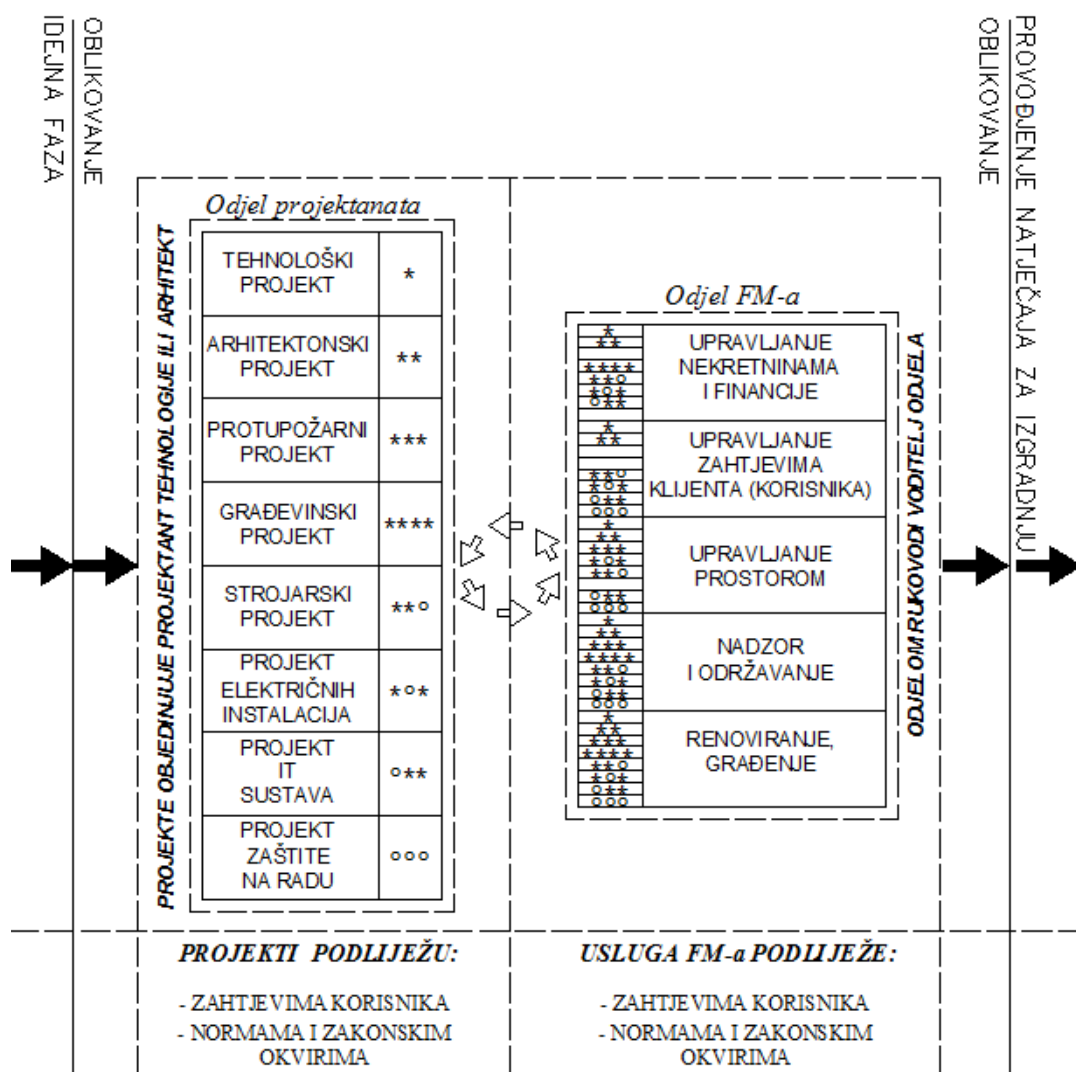 IDEJNA FAZA
OBLIKOVANJE
PROJEKTE OBJEDINJUJE PROJEKTANT TEHNOLOGIJE ILI ARHITEKT
Odjel projektanata
TEHNOLOŠKI
PROJEKT
*
ARHITEKTONSKI
PROJEKT
**
PROTUPOŽARNI
PROJEKT
***
GRAĐEVINSKI
PROJEKT
****
STROJARSKI
PROJEKT
**°
PROJEKT
ELEKTRIČNIH
INSTALACIJA
*°*
PROJEKT
IT
SUSTAVA
°**
PROJEKT
ZAŠTITE
NA RADU
°°°
Odjel FM-a
*
**
****
**°
*°*
°**
UPRAVLJANJE
NEKRETNINAMA
I FINANCIJE
*
**
**°
*°*
°**
°°°
UPRAVLJANJE
ZAHTJEVIMA
KLIJENTA (KORISNIKA)
*
**
***
*°*
**°
°**
°°°
UPRAVLJANJE
PROSTOROM
*
**
***
****
**°
*°*
°**
°°°
NADZOR
I ODRŽAVANJE
*
**
***
****
**°
*°*
°**
°°°
RENOVIRANJE,
GRAĐENJE
ODJELOM RUKOVODI VODITELJ ODJELA
OBLIKOVANJE
PROVOĐENJE NATJEČAJA ZA IZGRADNJU
PROJEKTI PODLIJEŽU:
- ZAHTJEVIMA KORISNIKA
- NORMAMA I ZAKONSKIM
OKVIRIMA
USLUGA FM-a PODLIJEŽE:
- ZAHTJEVIMA KORISNIKA
- NORMAMA I ZAKONSKIM
OKVIRIMA